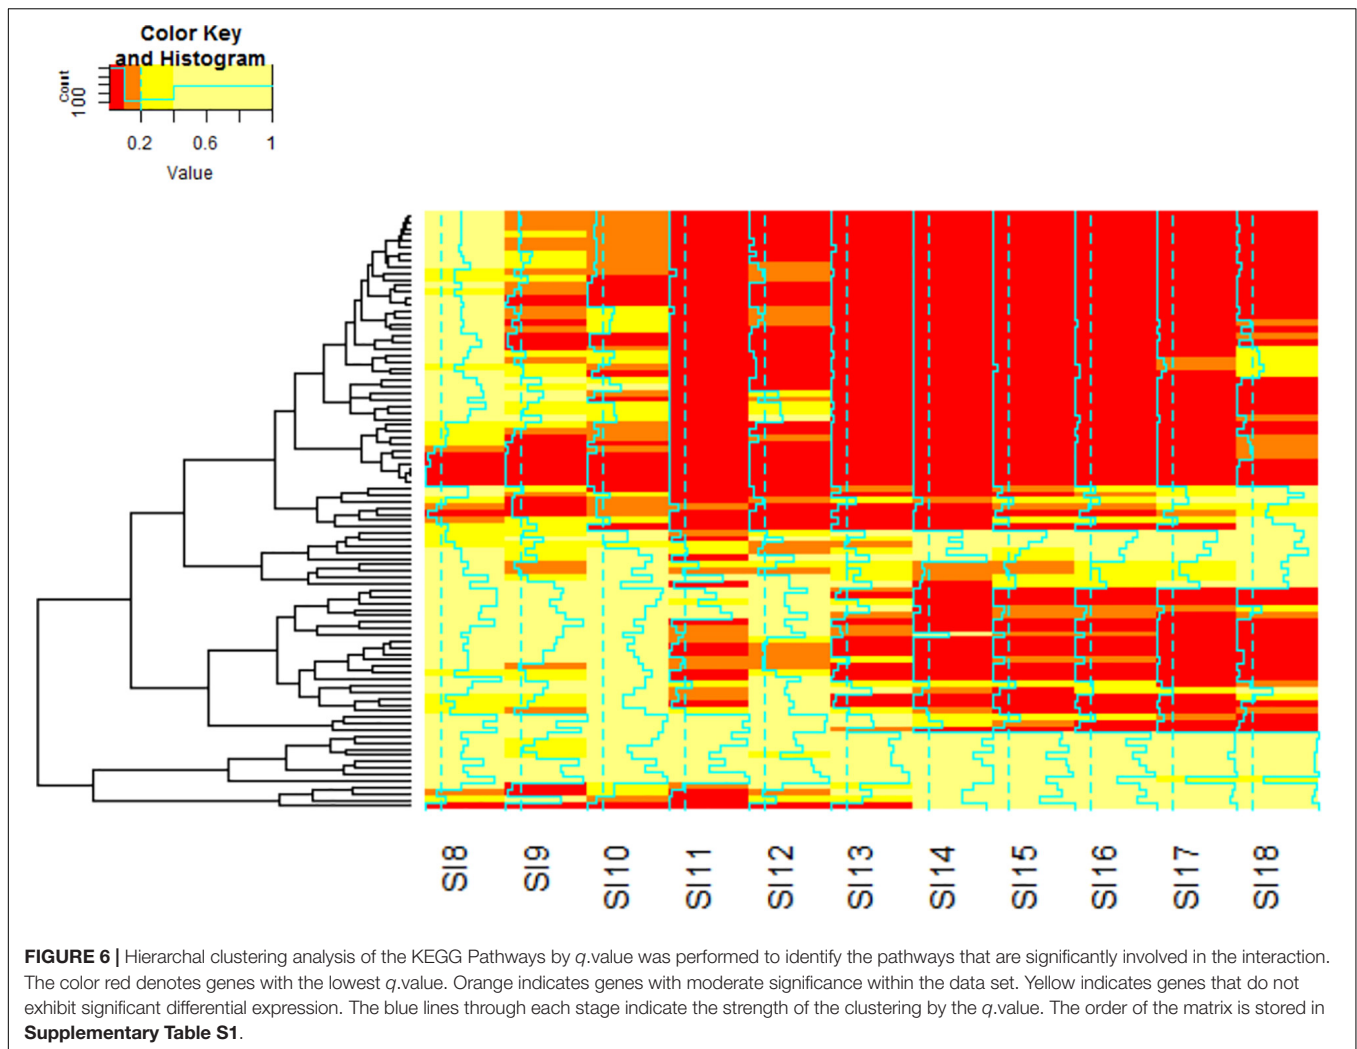 Color Key
and Histogram
Count
100
0.2 0.6 1
Value
SI8 SI9 SI10 SI11 SI12 SI13 SI14 SI15 SI16 SI17 SI18
FIGURE 6 | Hierarchal clustering analysis of the KEGG Pathways by q.value was performed to identify the pathways that are significantly involved in the interaction.
The color red denotes genes with the lowest q.value. Orange indicates genes with moderate significance within the data set. Yellow indicates genes that do not
exhibit significant differential expression. The blue lines through each stage indicate the strength of the clustering by the q.value. The order of the matrix is stored in
Supplementary Table S1.